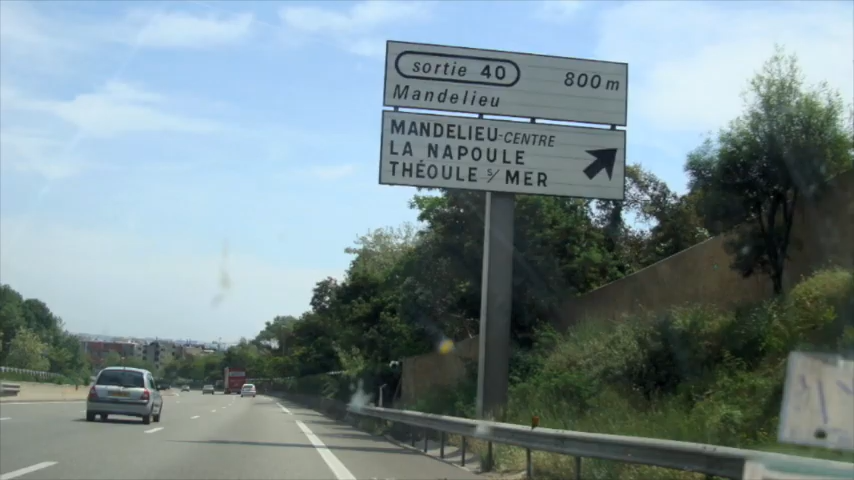 sortie 40 800 m
Mandelieu
MANDELIEU-CENTRE
LA NAPOULE
THÉOULE s/ MER